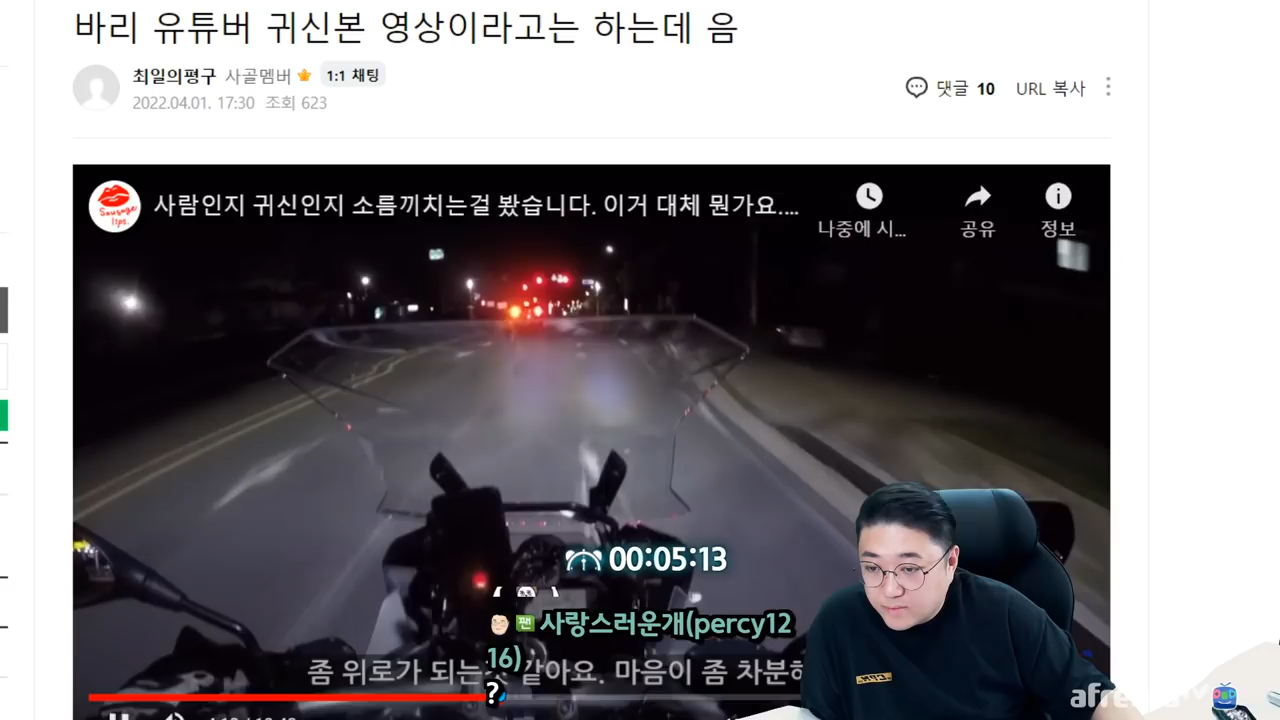 바리 유튜버 귀신본 영상이라고는 하는데 음
최일의평구 사골멤버 1:1 채팅
2022.04.01. 17:30 조회 623
댓글 10 URL 복사
Sausage lips.
사람인지 귀신인지 소름끼치는걸 봤습니다. 이거 대체 뭔가요....
나중에 시...
공유
정보
00:05:13
팬 사랑스러운개(percy12
16)
?
좀 위로가 되는 같아요. 마음이 좀 차분